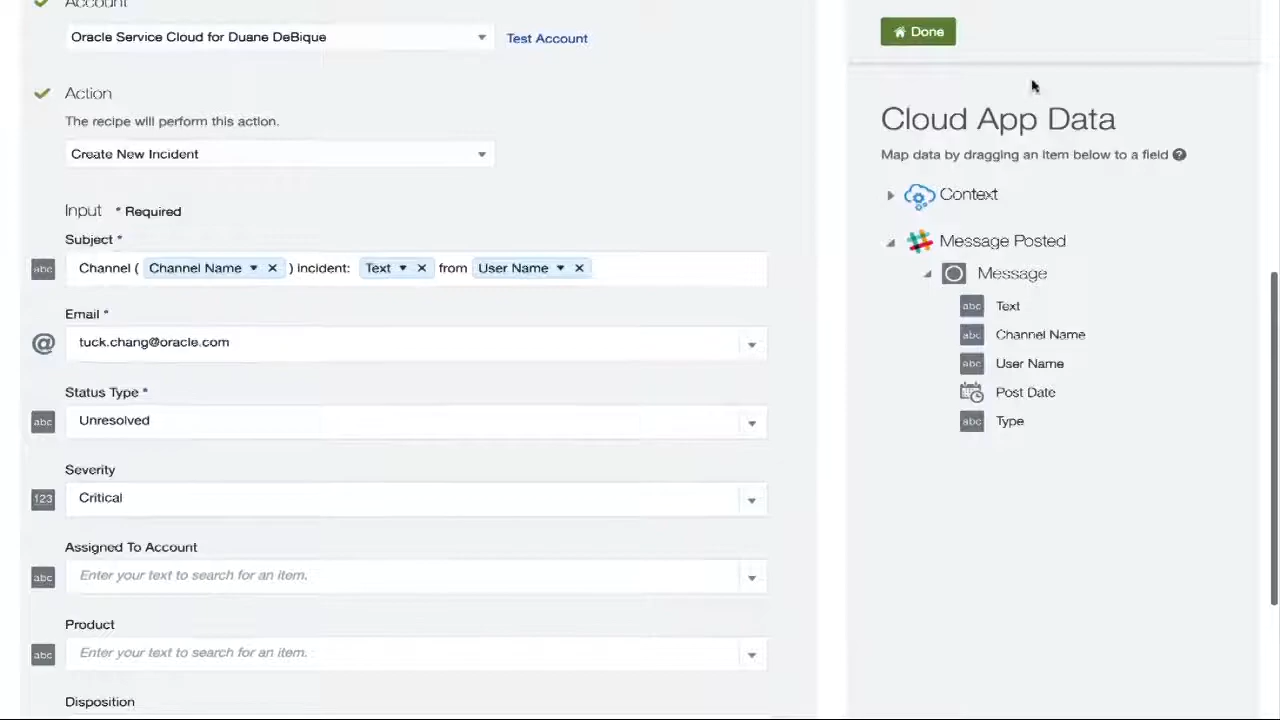 Account
Oracle Service Cloud for Duane DeBique
Test Account
Action
The recipe will perform this action.
Create New Incident
Input * Required
Subject *
abc
Channel ( Channel Name ) incident: Text from User Name
Email *
@
tuck.chang@oracle.com
Status Type *
abc
Unresolved
Severity
123
Critical
Assigned To Account
abc
Enter your text to search for an item.
Product
abc
Enter your text to search for an item.
Disposition
Done
Cloud App Data
Map data by dragging an item below to a field ?
Context
Message Posted
Message
abc Text
abc Channel Name
abc User Name
Post Date
abc Type